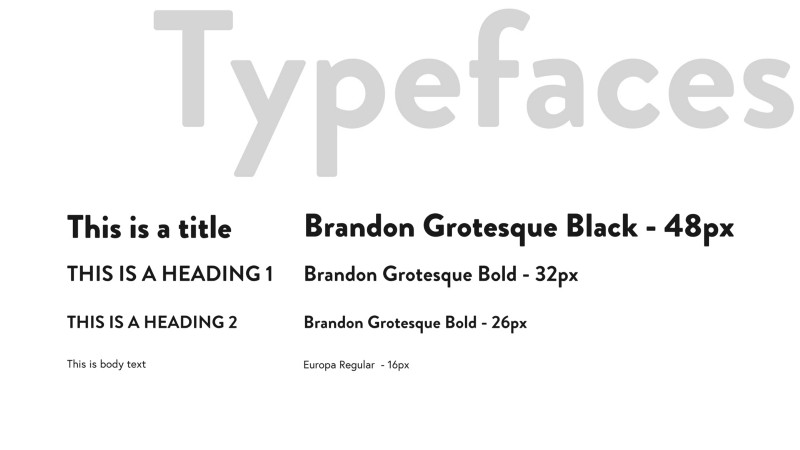 Typefaces
This is a title Brandon Grotesque Black - 48px
THIS IS A HEADING 1 Brandon Grotesque Bold - 32px
THIS IS A HEADING 2 Brandon Grotesque Bold - 26px
This is body text Europa Regular - 16px